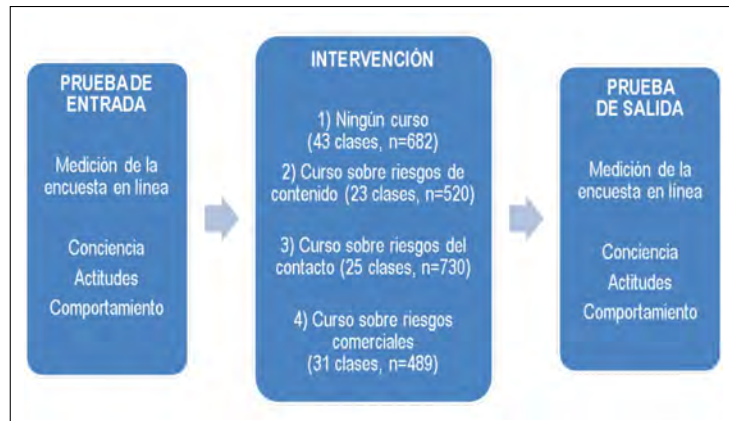 PRUEBA DE
ENTRADA
Medición de la
encuesta en línea
Conciencia
Actitudes
Comportamiento
INTERVENCIÓN
1) Ningún curso
(43 clases, n=682)
2) Curso sobre riesgos de
contenido (23 clases, n=520)
3) Curso sobre riesgos del
contacto (25 clases, n=730)
4) Curso sobre riesgos
comerciales
(31 clases, n=489)
PRUEBA
DE SALIDA
Medición de la
encuesta en línea
Conciencia
Actitudes
Comportamiento